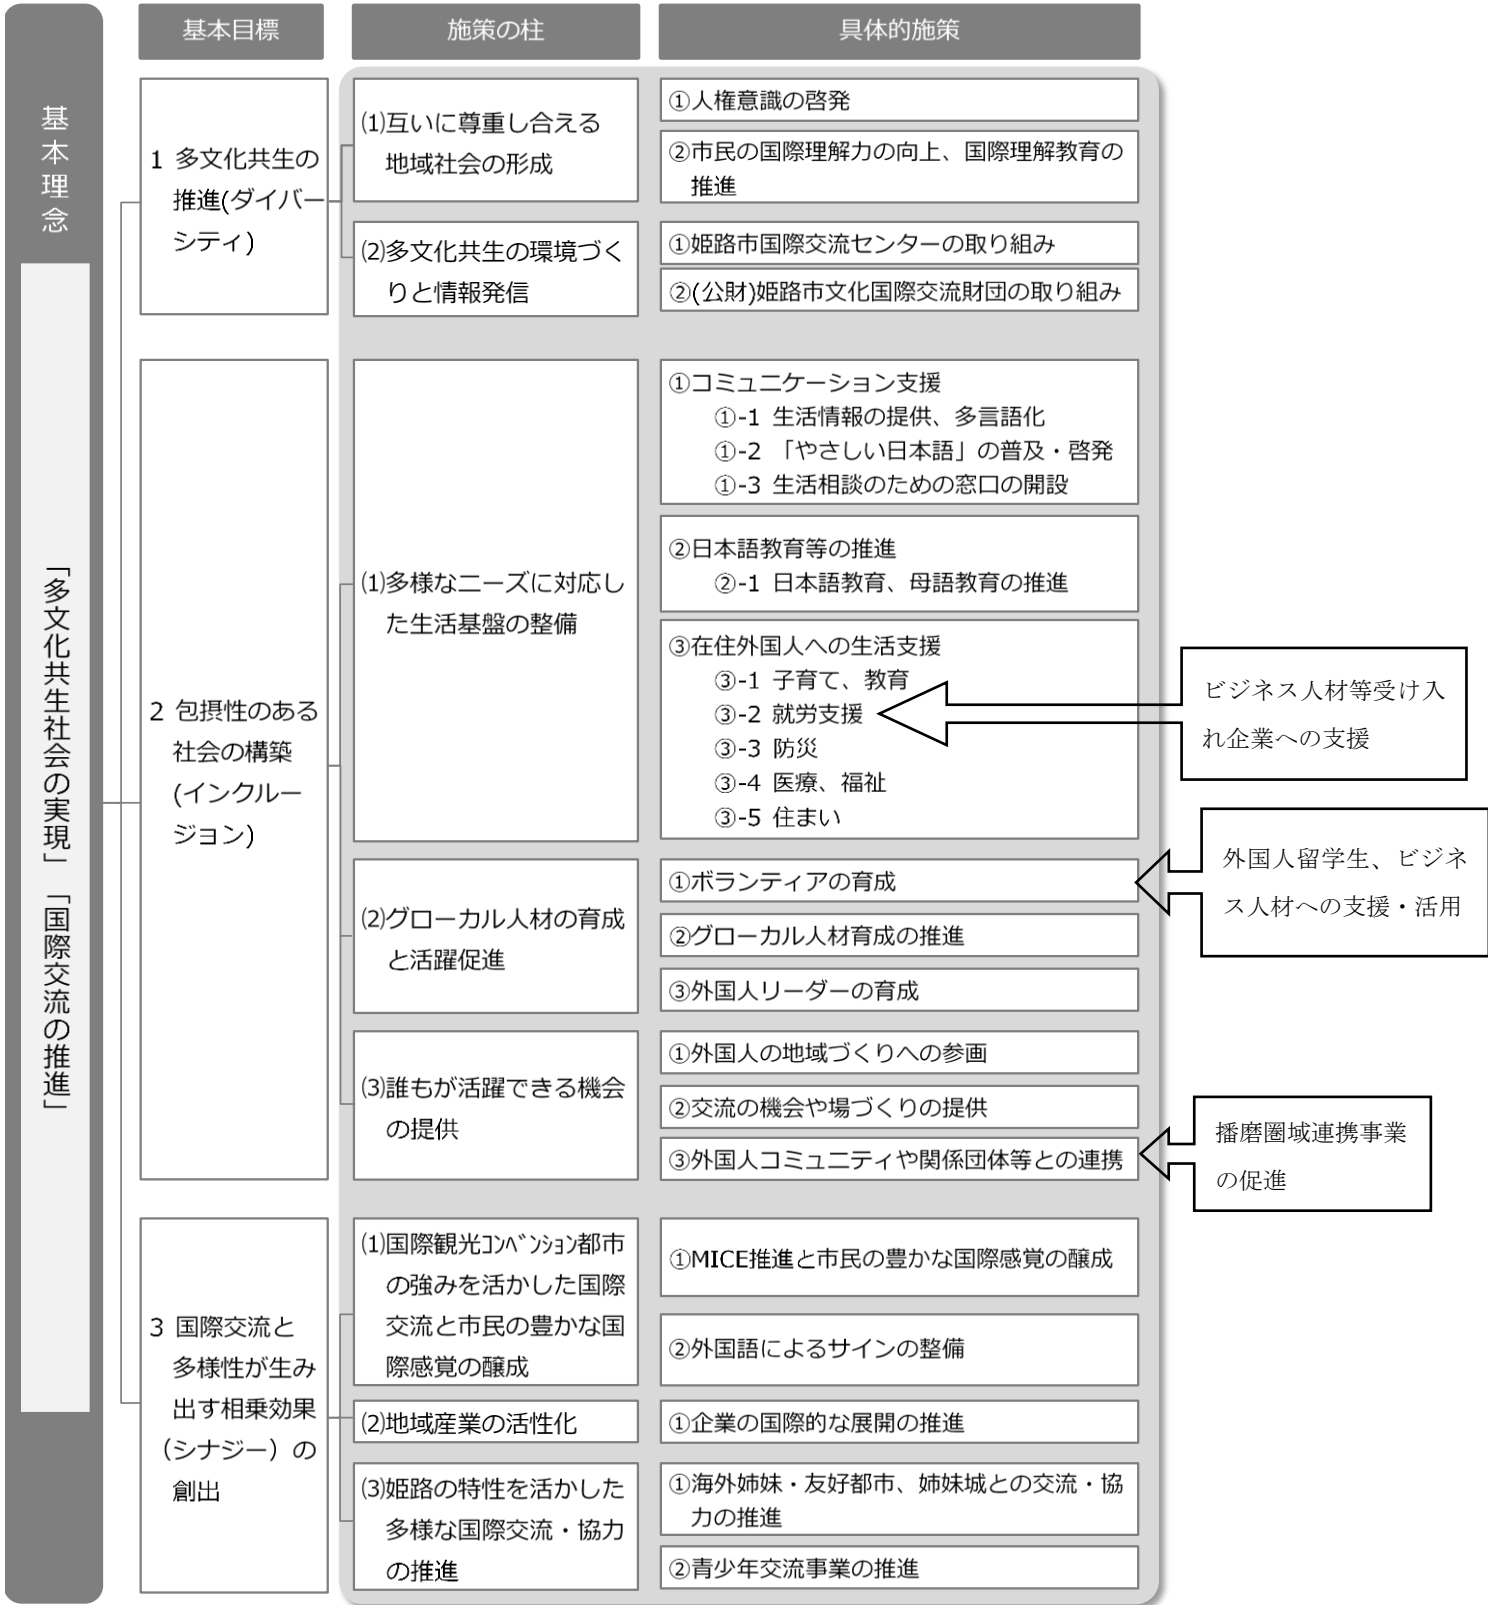 基本目標
施策の柱
具体的施策
基本理念
「多文化共生社会の実現」「国際交流の推進」
1 多文化共生の
推進(ダイバー
シティ)
⑴互いに尊重し合える
地域社会の形成
①人権意識の啓発
②市民の国際理解力の向上、国際理解教育の
推進
⑵多文化共生の環境づく
りと情報発信
①姫路市国際交流センターの取り組み
②(公財)姫路市文化国際交流財団の取り組み
2 包摂性のある
社会の構築
(インクルー
ジョン)
⑴多様なニーズに対応し
た生活基盤の整備
①コミュニケーション支援
①-1 生活情報の提供、多言語化
①-2 「やさしい日本語」の普及・啓発
①-3 生活相談のための窓口の開設
②日本語教育等の推進
②-1 日本語教育、母語教育の推進
③在住外国人への生活支援
③-1 子育て、教育
③-2 就労支援
③-3 防災
③-4 医療、福祉
③-5 住まい
ビジネス人材等受け入
れ企業への支援
⑵グローカル人材の育成
と活躍促進
①ボランティアの育成
②グローカル人材育成の推進
③外国人リーダーの育成
外国人留学生、ビジネ
ス人材への支援・活用
⑶誰もが活躍できる機会
の提供
①外国人の地域づくりへの参画
②交流の機会や場づくりの提供
③外国人コミュニティや関係団体等との連携
播磨圏域連携事業
の促進
3 国際交流と
多様性が生み
出す相乗効果
（シナジー）の
創出
⑴国際観光ｺﾝﾍﾞﾝｼｮﾝ都市
の強みを活かした国際
交流と市民の豊かな国
際感覚の醸成
①MICE推進と市民の豊かな国際感覚の醸成
②外国語によるサインの整備
⑵地域産業の活性化
①企業の国際的な展開の推進
⑶姫路の特性を活かした
多様な国際交流・協力
の推進
①海外姉妹・友好都市、姉妹城との交流・協
力の推進
②青少年交流事業の推進